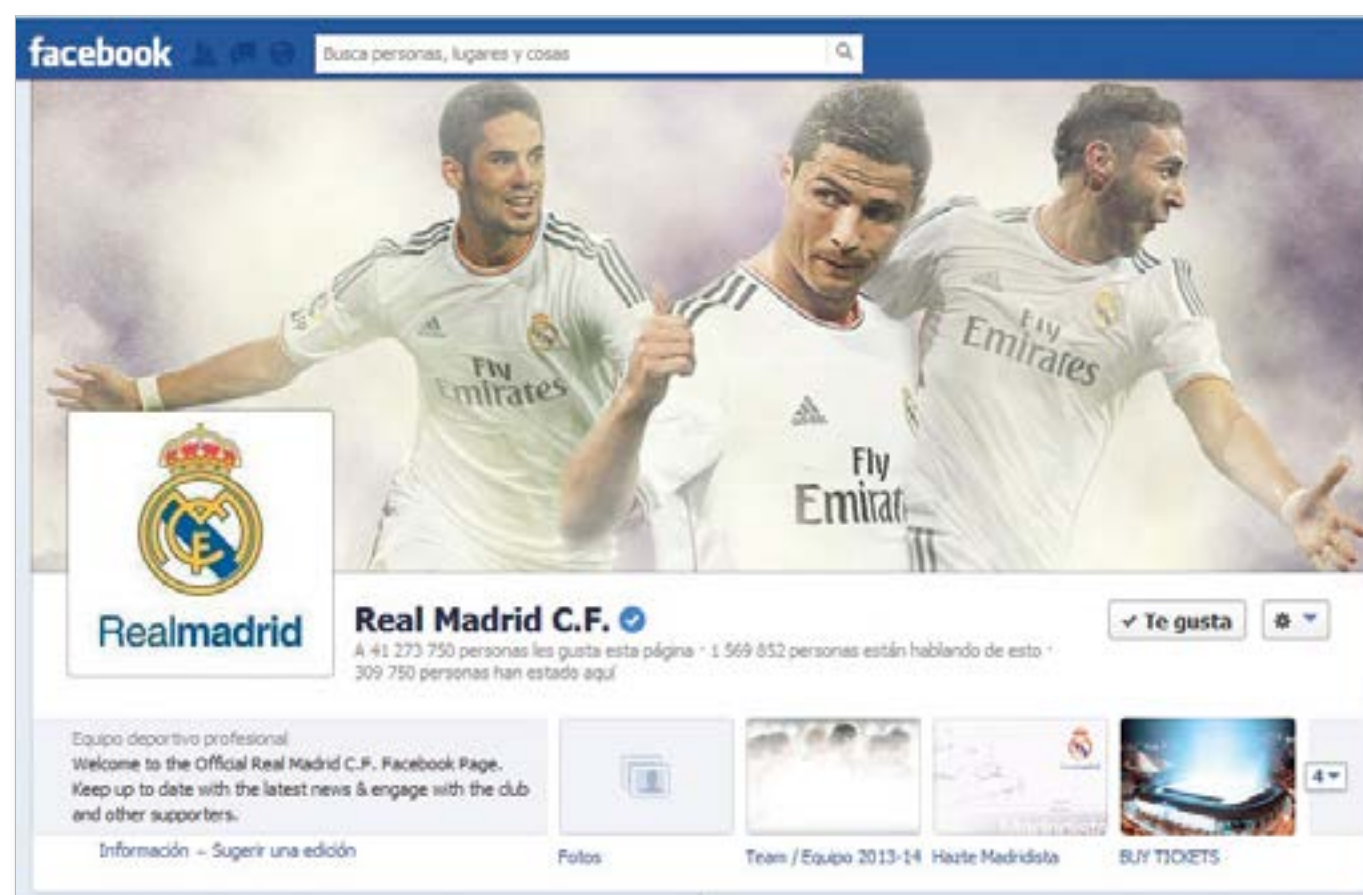 facebook
Busca personas, lugares y cosas
Fly
Emirates
Fly
Emirates
Fly
Emirat
Realmadrid
Real Madrid C.F.
Te gusta
A 41 273 750 personas les gusta esta página · 1 569 852 personas están hablando de esto ·
309 750 personas han estado aquí
Equipo deportivo profesional
Welcome to the Official Real Madrid C.F. Facebook Page.
Keep up to date with the latest news & engage with the club
and other supporters.
4
Información – Sugerir una edición
Fotos
Team / Equipo 2013-14
Hazte Madridista
BUY TICKETS